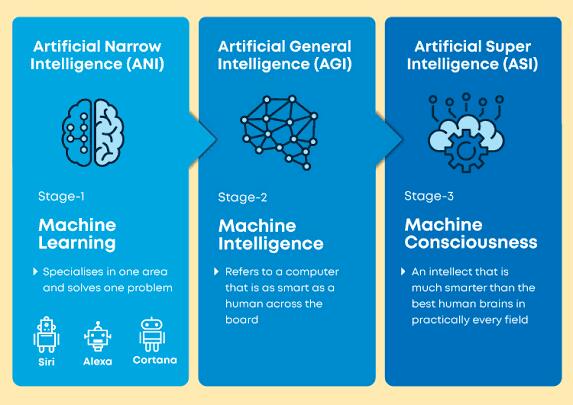 Artificial Narrow
Intelligence (ANI)
Stage-1
Machine
Learning
Specialises in one area
and solves one problem
Siri
Alexa
Cortana
Artificial General
Intelligence (AGI)
Stage-2
Machine
Intelligence
Refers to a computer
that is as smart as a
human across the
board
Artificial Super
Intelligence (ASI)
Stage-3
Machine
Consciousness
An intellect that is
much smarter than the
best human brains in
practically every field